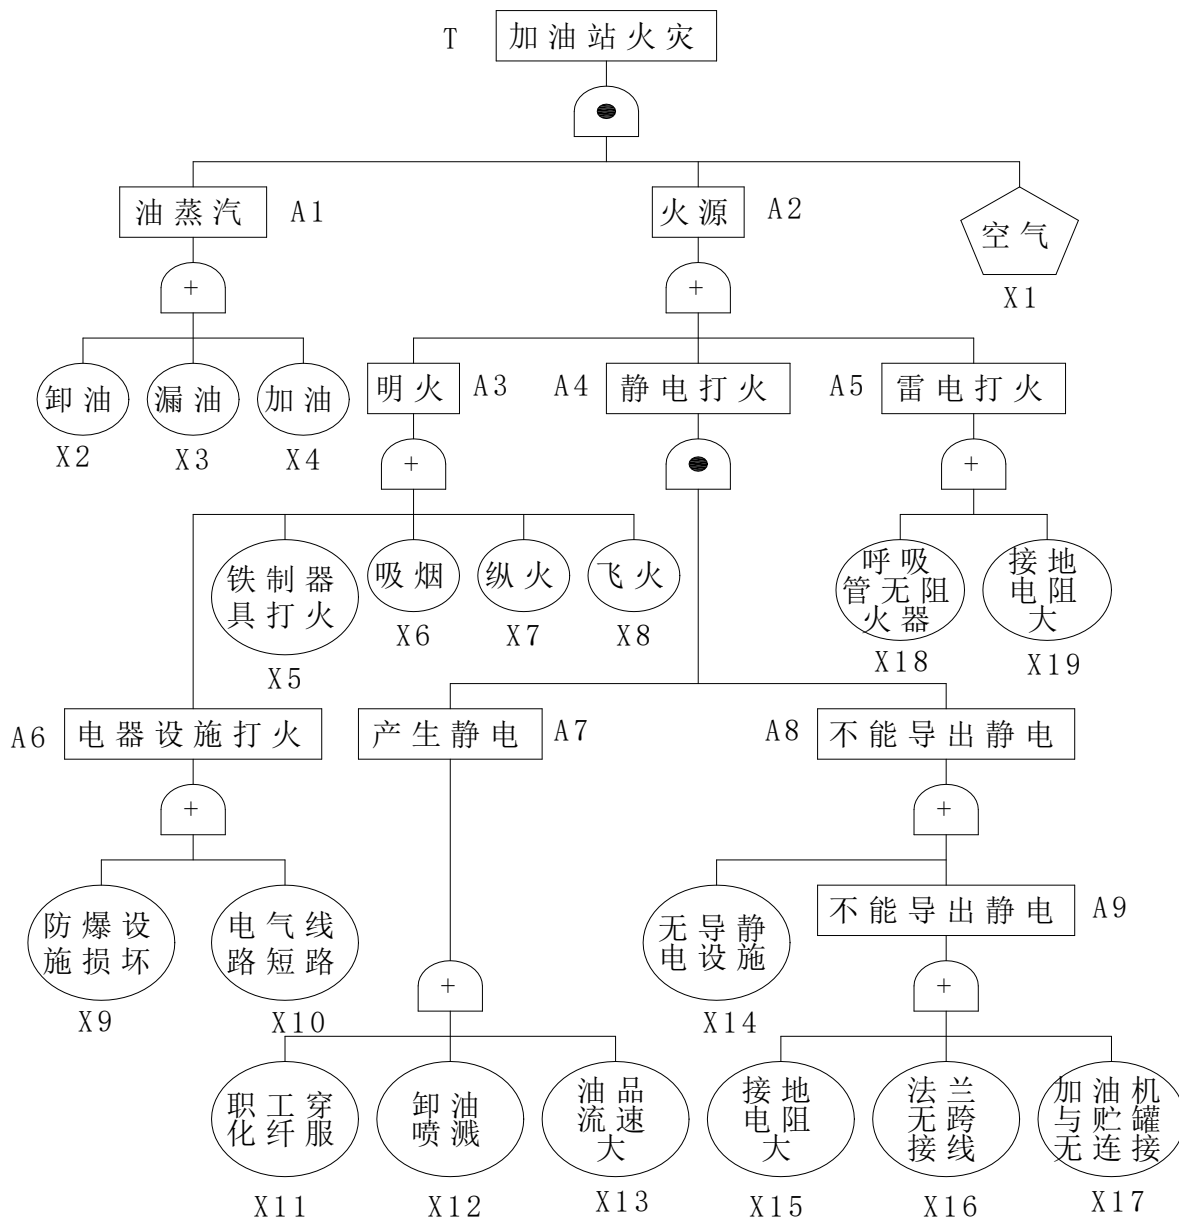 T
加油站火灾
油蒸汽
A1
火源
A2
空气
X1
+
+
卸油
漏油
加油
X2
X3
X4
明火
A3
A4
静电打火
A5
雷电打火
+
+
铁制器
具打火
X5
吸烟
X6
纵火
X7
飞火
X8
呼吸
管无阻
火器
X18
接地
电阻
大
X19
A6
电器设施打火
产生静电
A7
A8
不能导出静电
+
+
防爆设
施损坏
X9
电气线
路短路
X10
无导静
电设施
X14
不能导出静电
A9
+
+
职工穿
化纤服
X11
卸油
喷溅
X12
油品
流速
大
X13
接地
电阻
大
X15
法兰
无跨
接线
X16
加油机
与贮罐
无连接
X17